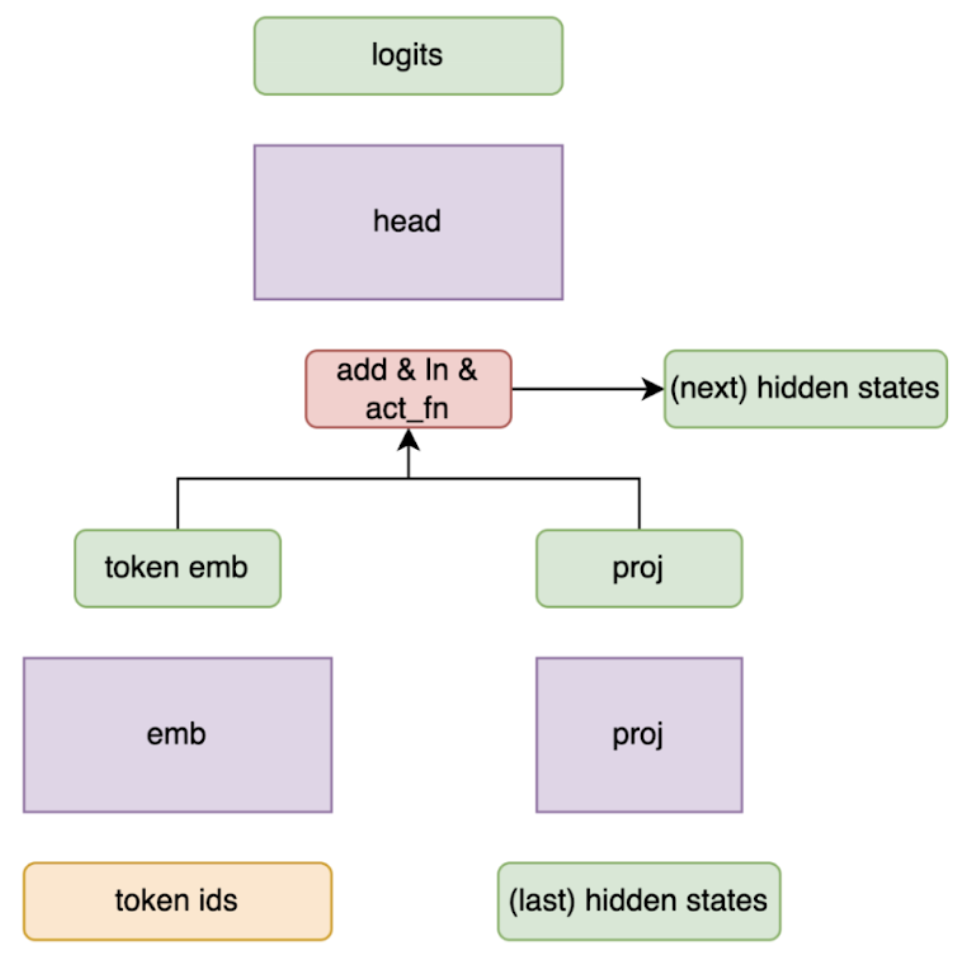 logits
head
add & ln &
act_fn
(next) hidden states
token emb
proj
emb
proj
token ids
(last) hidden states